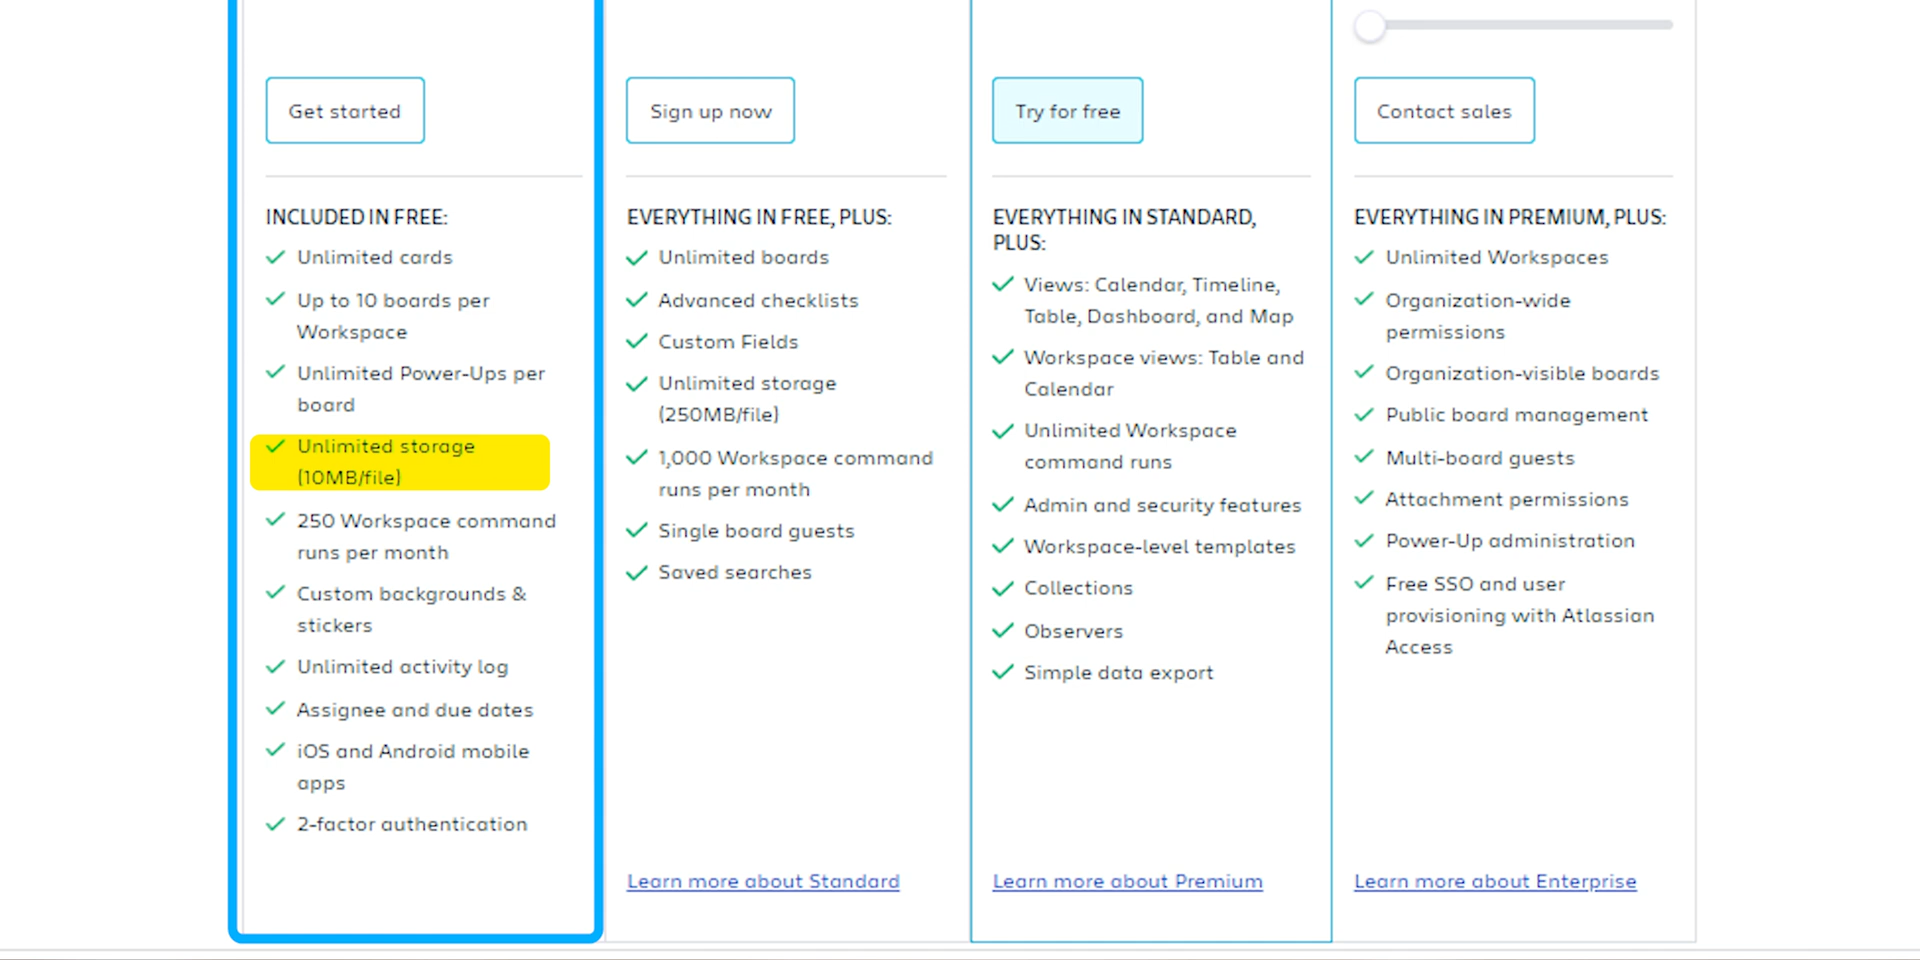 Get started
INCLUDED IN FREE:
Unlimited cards
Up to 10 boards per
Workspace
Unlimited Power-Ups per
board
Unlimited storage
(10MB/file)
250 Workspace command
runs per month
Custom backgrounds &
stickers
Unlimited activity log
Assignee and due dates
iOS and Android mobile
apps
2-factor authentication
Sign up now
EVERYTHING IN FREE, PLUS:
Unlimited boards
Advanced checklists
Custom Fields
Unlimited storage
(250MB/file)
1,000 Workspace command
runs per month
Single board guests
Saved searches
Learn more about Standard
Try for free
EVERYTHING IN STANDARD,
PLUS:
Views: Calendar, Timeline,
Table, Dashboard, and Map
Workspace views: Table and
Calendar
Unlimited Workspace
command runs
Admin and security features
Workspace-level templates
Collections
Observers
Simple data export
Learn more about Premium
Contact sales
EVERYTHING IN PREMIUM, PLUS:
Unlimited Workspaces
Organization-wide
permissions
Organization-visible boards
Public board management
Multi-board guests
Attachment permissions
Power-Up administration
Free SSO and user
provisioning with Atlassian
Access
Learn more about Enterprise